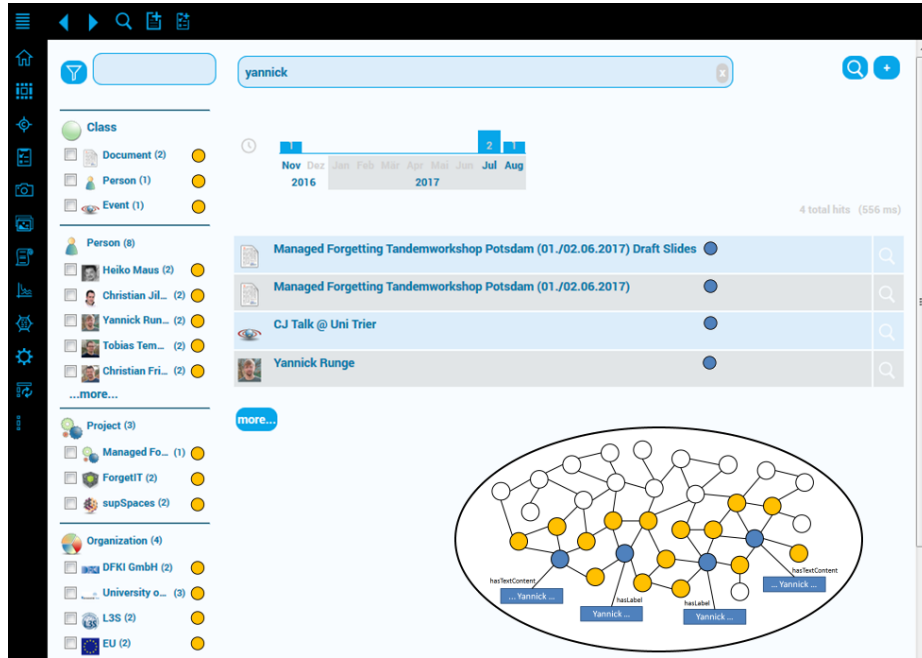 yannick
x
Class
Document (2)
Person (1)
Event (1)
1 2 1
Nov Dez Jan Feb Mär Apr Mai Jun Jul Aug
2016 2017
4 total hits (556 ms)
Person (8)
Heiko Maus (2)
Christian Jil... (2)
Yannick Run... (2)
Tobias Tem... (2)
Christian Fri... (2)
...more...
Managed Forgetting Tandemworkshop Potsdam (01./02.06.2017) Draft Slides
Managed Forgetting Tandemworkshop Potsdam (01./02.06.2017)
CJ Talk @ Uni Trier
Yannick Runge
more...
Project (3)
Managed Fo... (1)
ForgetIT (2)
supSpaces (2)
Organization (4)
DFKI GmbH (2)
University o... (3)
L3S (2)
EU (2)
hasTextContent
... Yannick ...
hasLabel
Yannick ...
hasLabel
Yannick ...
hasTextContent
... Yannick ...